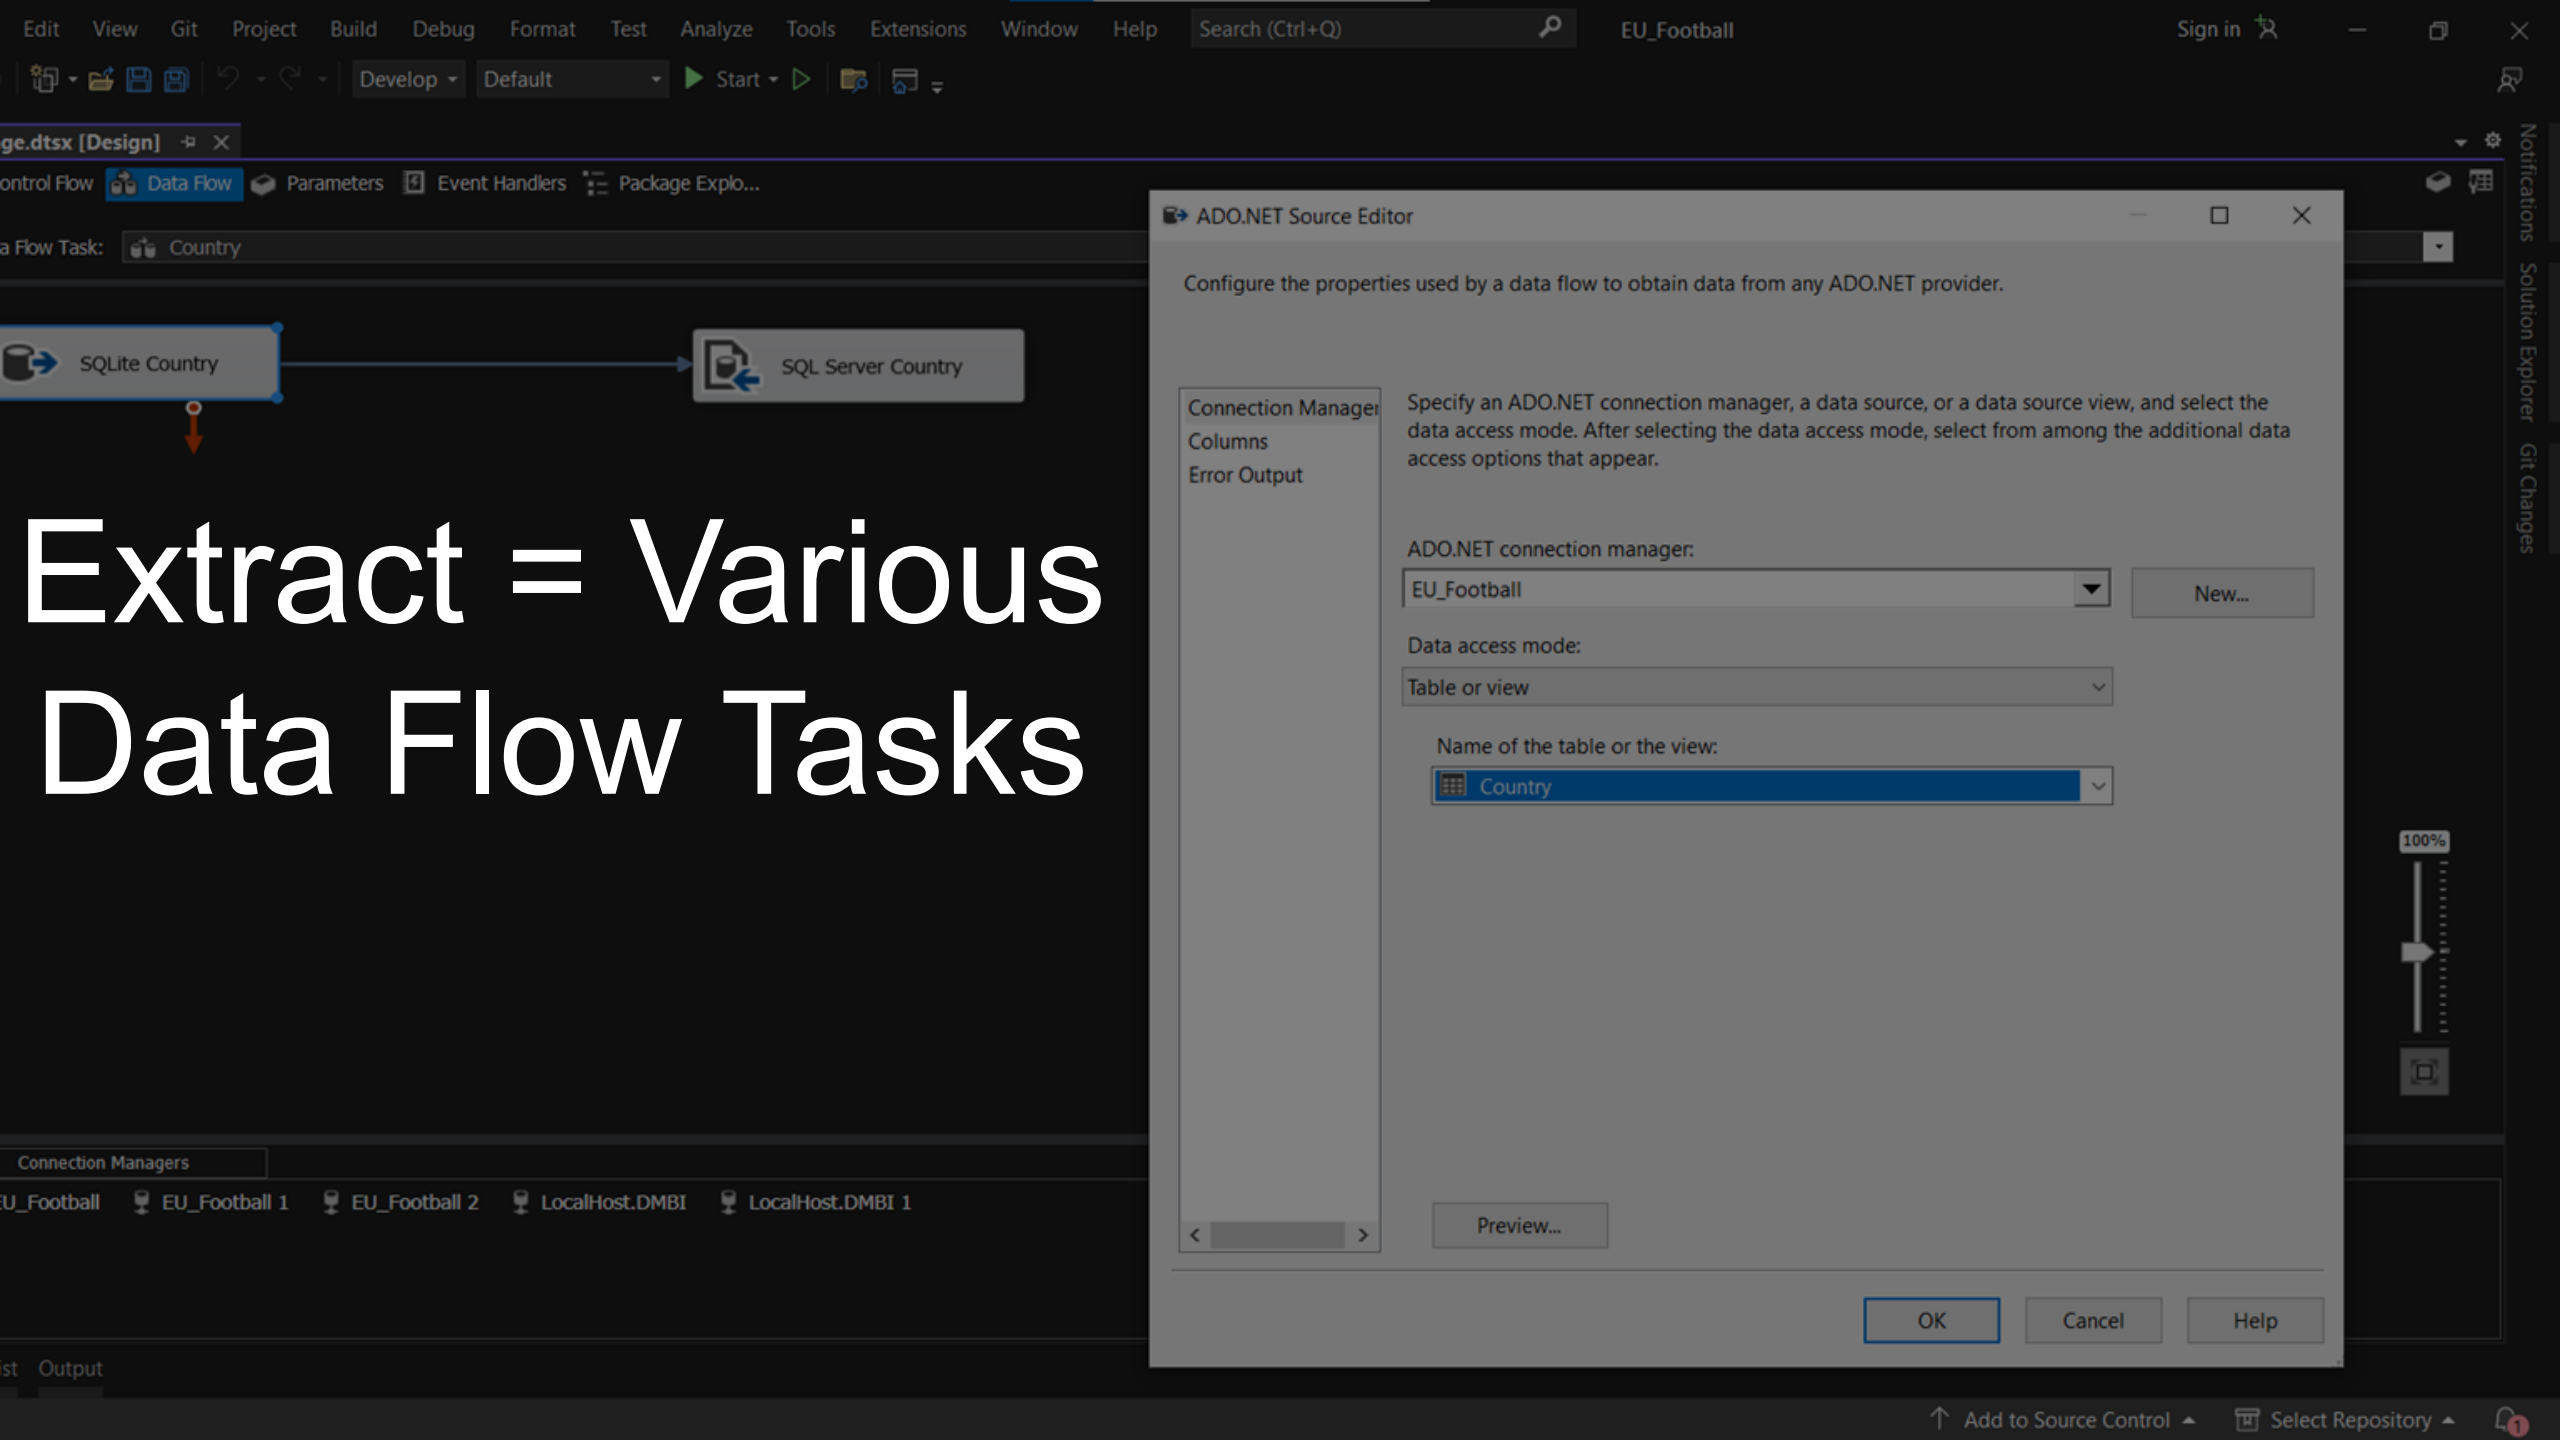 Edit View Git Project Build Debug Format Test Analyze Tools Extensions Window Help Search (Ctrl+Q) EU_Football Sign in
Develop Default Start
ge.dtsx [Design]
ontrol Flow Data Flow Parameters Event Handlers Package Explo...
a Flow Task: Country
SQLite Country
SQL Server Country
Extract = Various
Data Flow Tasks
ADO.NET Source Editor
Configure the properties used by a data flow to obtain data from any ADO.NET provider.
Connection Manager
Columns
Error Output
Specify an ADO.NET connection manager, a data source, or a data source view, and select the
data access mode. After selecting the data access mode, select from among the additional data
access options that appear.
ADO.NET connection manager:
EU_Football
New...
Data access mode:
Table or view
Name of the table or the view:
Country
Preview...
OK Cancel Help
Notifications
Solution Explorer
Git Changes
100%
Connection Managers
EU_Football EU_Football 1 EU_Football 2 LocalHost.DMBI LocalHost.DMBI 1
ist Output
Add to Source Control Select Repository 1